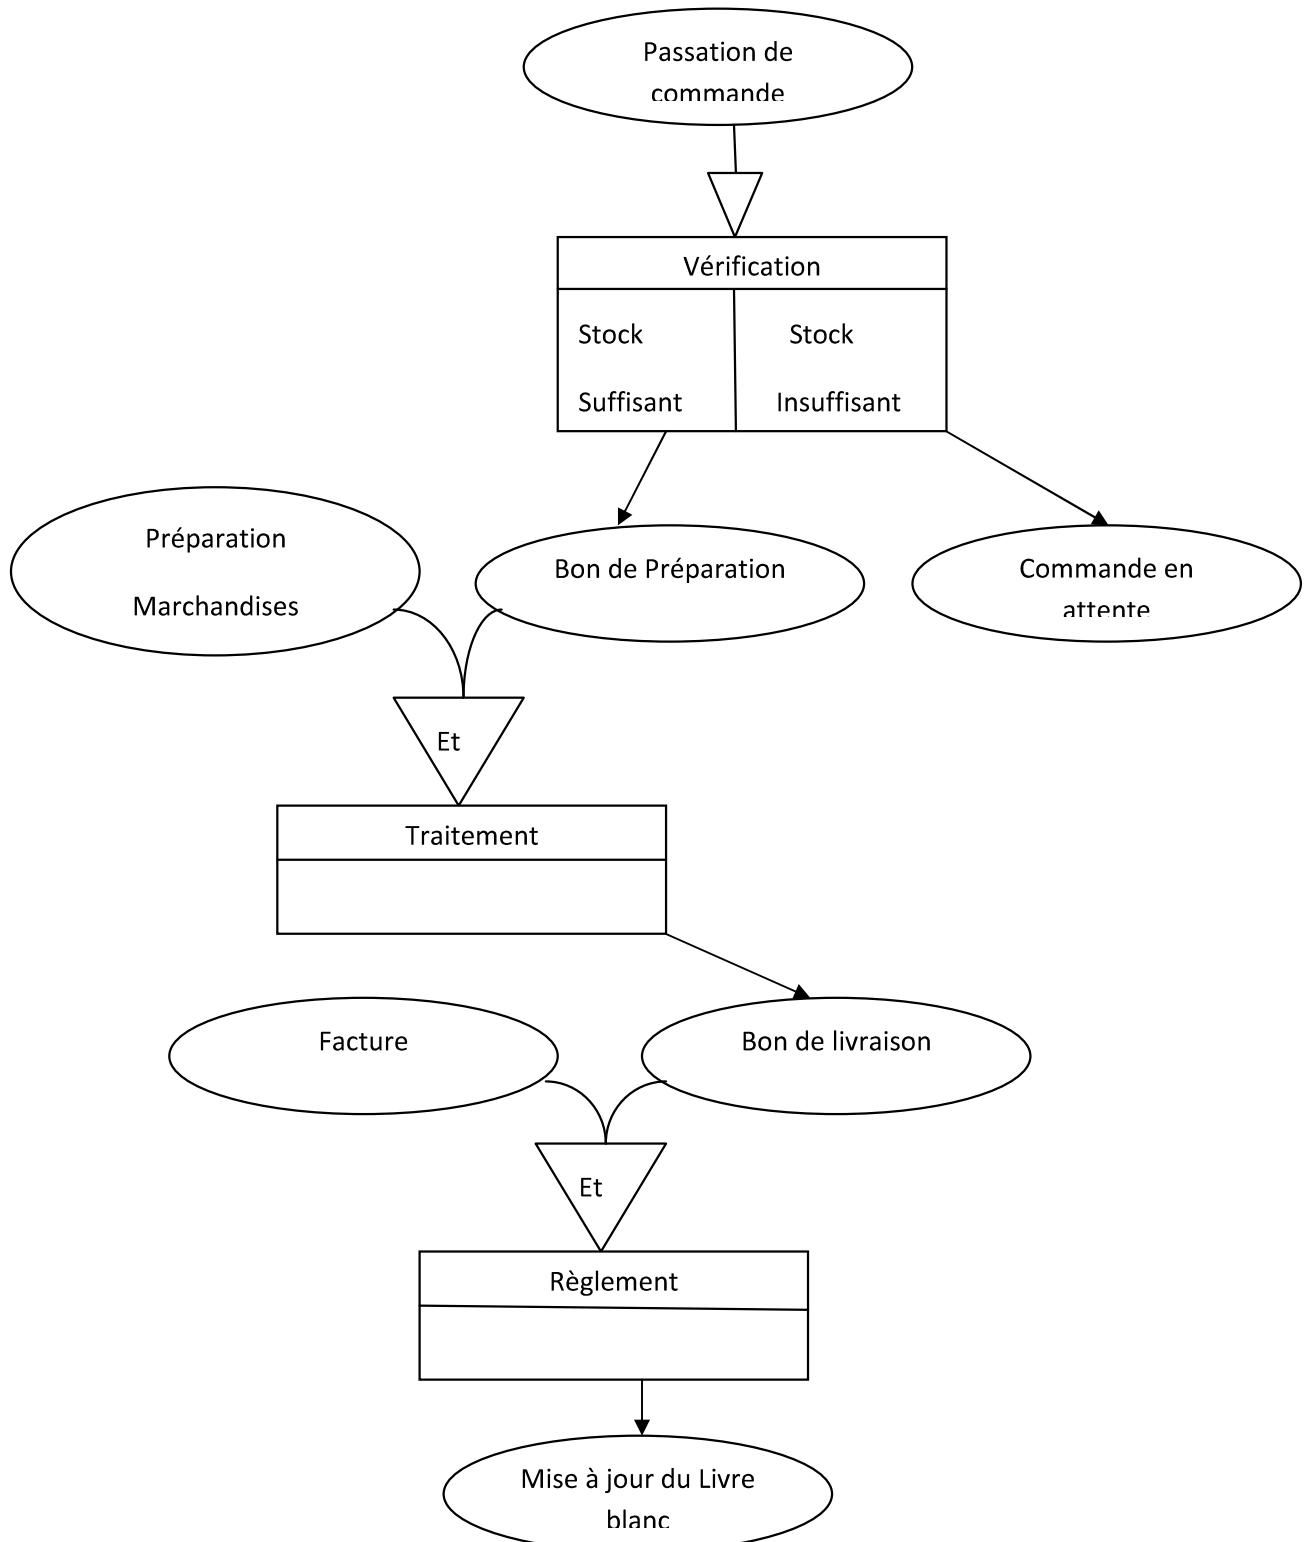 Passation de
commande
Vérification
Stock
Suffisant
Stock
Insuffisant
Préparation
Marchandises
Bon de Préparation
Commande en
attente
Et
Traitement
Facture
Bon de livraison
Et
Règlement
Mise à jour du Livre
blanc